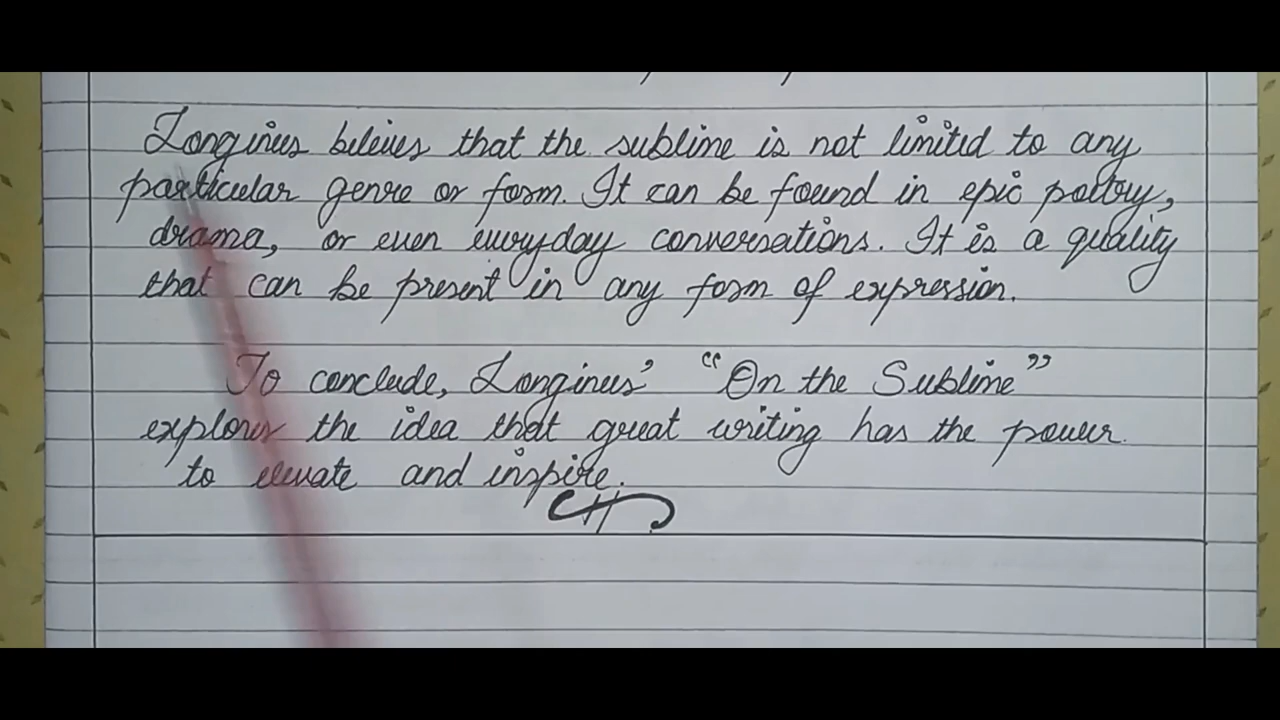 Longinus beleives that the sublime is not limited to any
particular genre or form. It can be found in epic poetry,
drama, or even everyday conversations. It is a quality
that can be present in any form of expression.
To conclude, Longinus' "On the Sublime"
explores the idea that great writing has the power
to elevate and inspire.